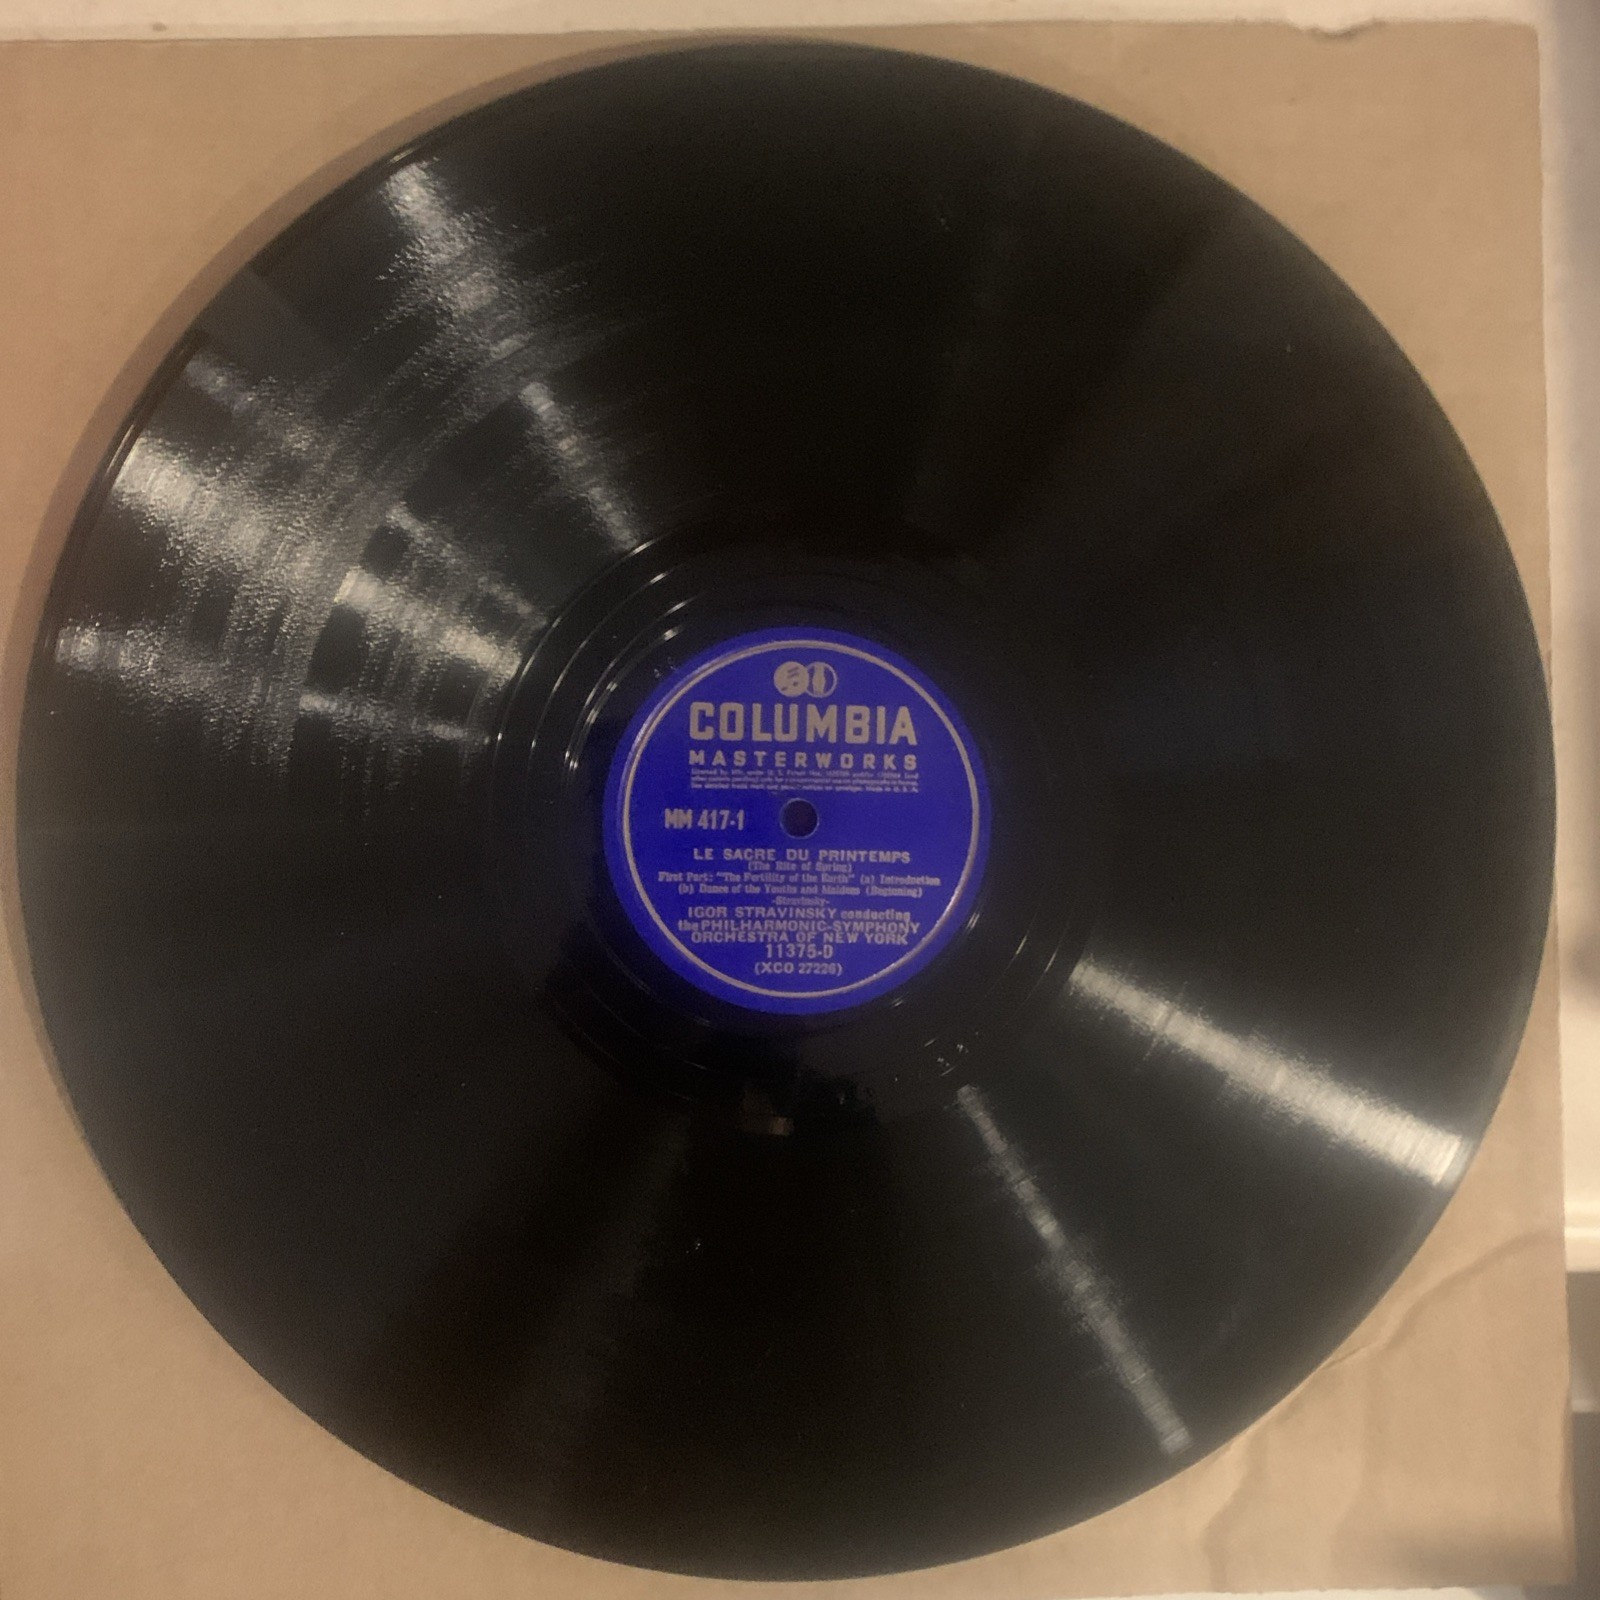 COLUMBIA
MASTERWORKS
MM 417-1
LE SACRE DU PRINTEMPS
(The Rite of Spring)
First Part: "The Fertility of the Earth" (a) Introduction
(b) Dance of the Youths and Maidens (Beginning)
-Stravinsky-
IGOR STRAVINSKY conducting
the PHILHARMONIC-SYMPHONY
ORCHESTRA OF NEW YORK
11375-D
(XCO 27226)